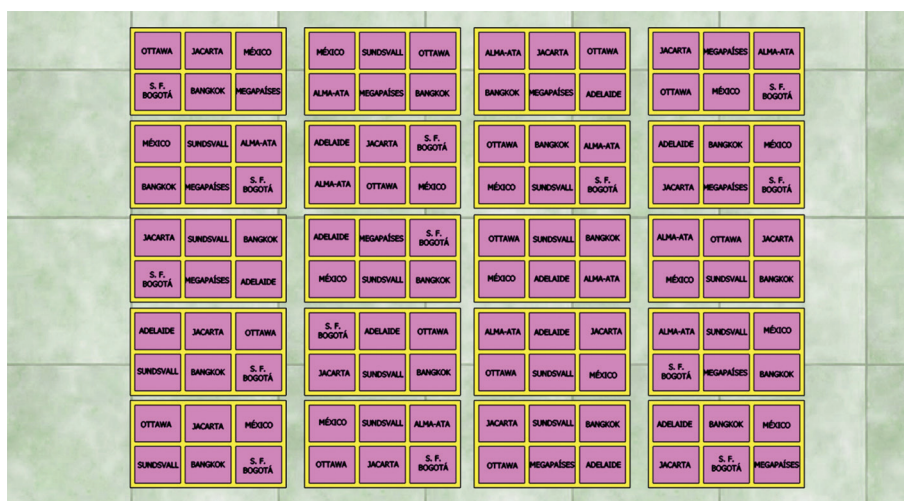 OTTAWA JACARTA MÉXICO
S. F. BOGOTÁ BANGKOK MEGAPAÍSES
MÉXICO SUNDSVALL OTTAWA
ALMA-ATA MEGAPAÍSES BANGKOK
ALMA-ATA JACARTA OTTAWA
BANGKOK MEGAPAÍSES ADELAIDE
JACARTA MEGAPAÍSES ALMA-ATA
OTTAWA MÉXICO S. F. BOGOTÁ
MÉXICO SUNDSVALL ALMA-ATA
BANGKOK MEGAPAÍSES S. F. BOGOTÁ
ADELAIDE JACARTA S. F. BOGOTÁ
ALMA-ATA OTTAWA MÉXICO
OTTAWA BANGKOK ALMA-ATA
MÉXICO SUNDSVALL S. F. BOGOTÁ
ADELAIDE BANGKOK MÉXICO
JACARTA MEGAPAÍSES S. F. BOGOTÁ
JACARTA SUNDSVALL BANGKOK
S. F. BOGOTÁ MEGAPAÍSES ADELAIDE
ADELAIDE MEGAPAÍSES S. F. BOGOTÁ
MÉXICO SUNDSVALL BANGKOK
OTTAWA SUNDSVALL BANGKOK
MÉXICO ADELAIDE ALMA-ATA
ALMA-ATA OTTAWA JACARTA
MÉXICO SUNDSVALL BANGKOK
ADELAIDE JACARTA OTTAWA
SUNDSVALL BANGKOK S. F. BOGOTÁ
S. F. BOGOTÁ ADELAIDE OTTAWA
JACARTA SUNDSVALL BANGKOK
ALMA-ATA ADELAIDE JACARTA
OTTAWA SUNDSVALL MÉXICO
ALMA-ATA SUNDSVALL MÉXICO
S. F. BOGOTÁ MEGAPAÍSES BANGKOK
OTTAWA JACARTA MÉXICO
SUNDSVALL BANGKOK S. F. BOGOTÁ
MÉXICO SUNDSVALL ALMA-ATA
OTTAWA JACARTA S. F. BOGOTÁ
JACARTA SUNDSVALL BANGKOK
OTTAWA MEGAPAÍSES ADELAIDE
ADELAIDE BANGKOK MÉXICO
JACARTA S. F. BOGOTÁ MEGAPAÍSES